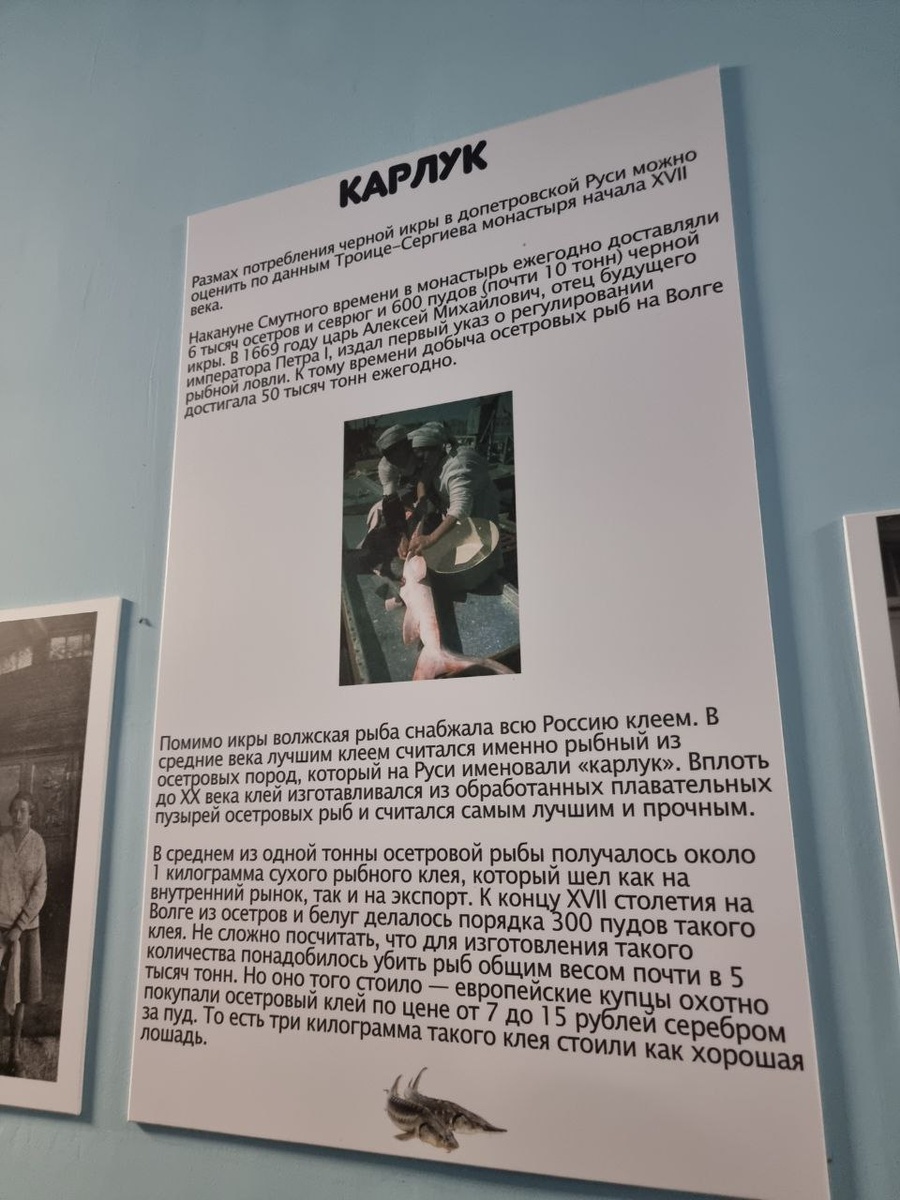 КАРЛУК
Размах потребления черной икры в допетровской Руси можно
оценить по данным Троице-Сергиева монастыря начала XVII
века.
Накануне Смутного времени в монастырь ежегодно доставляли
6 тысяч осетров и севрюг и 600 пудов (почти 10 тонн) черной
икры. В 1669 году царь Алексей Михайлович, отец будущего
императора Петра I, издал первый указ о регулировании
рыбной ловли. К тому времени добыча осетровых рыб на Волге
достигала 50 тысяч тонн ежегодно.
Помимо икры волжская рыба снабжала всю Россию клеем. В
средние века лучшим клеем считался именно рыбный из
осетровых пород, который на Руси именовали «карлук». Вплоть
до XX века клей изготавливался из обработанных плавательных
пузырей осетровых рыб и считался самым лучшим и прочным.
В среднем из одной тонны осетровой рыбы получалось около
1 килограмма сухого рыбного клея, который шел как на
внутренний рынок, так и на экспорт. К концу XVII столетия на
Волге из осетров и белуг делалось порядка 300 пудов такого
клея. Не сложно посчитать, что для изготовления такого
количества понадобилось убить рыб общим весом почти в 5
тысяч тонн. Но оно того стоило — европейские купцы охотно
покупали осетровый клей по цене от 7 до 15 рублей серебром
за пуд. То есть три килограмма такого клея стоили как хорошая
лошадь.